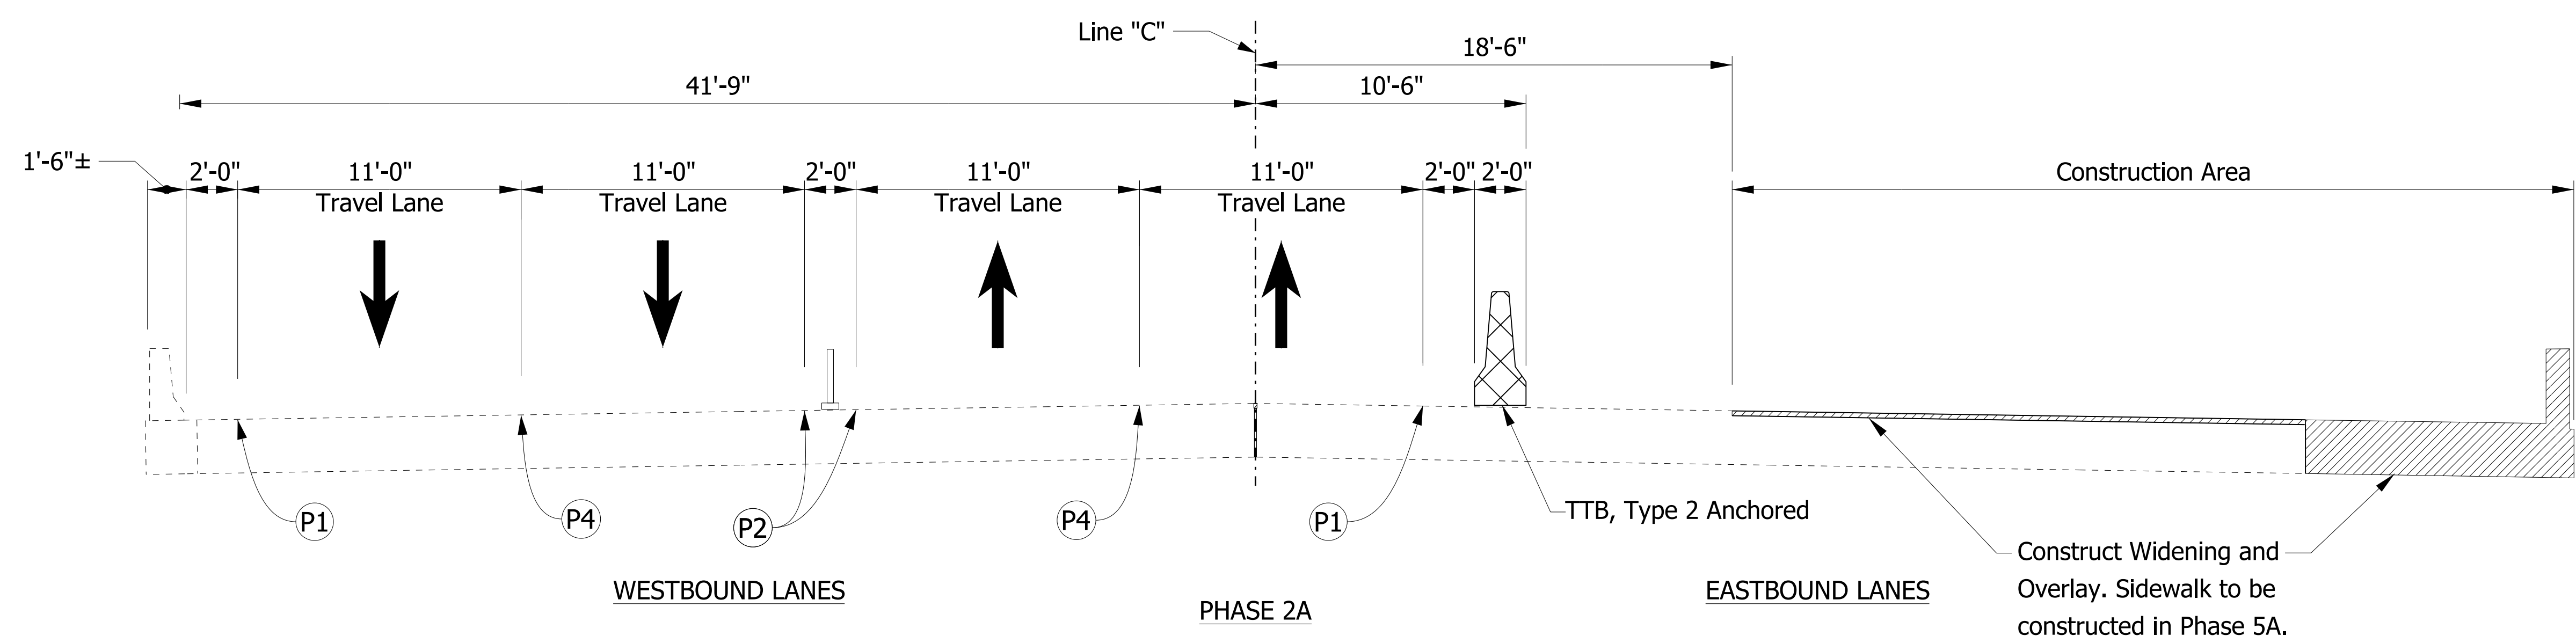 Line "C"
18'-6"
41'-9"
10'-6"
1'-6"±
2'-0"
11'-0"
Travel Lane
11'-0"
Travel Lane
2'-0"
11'-0"
Travel Lane
11'-0"
Travel Lane
2'-0"
2'-0"
Construction Area
P1
P4
P2
P4
P1
TTB, Type 2 Anchored
Construct Widening and
Overlay. Sidewalk to be
constructed in Phase 5A.
WESTBOUND LANES
PHASE 2A
EASTBOUND LANES